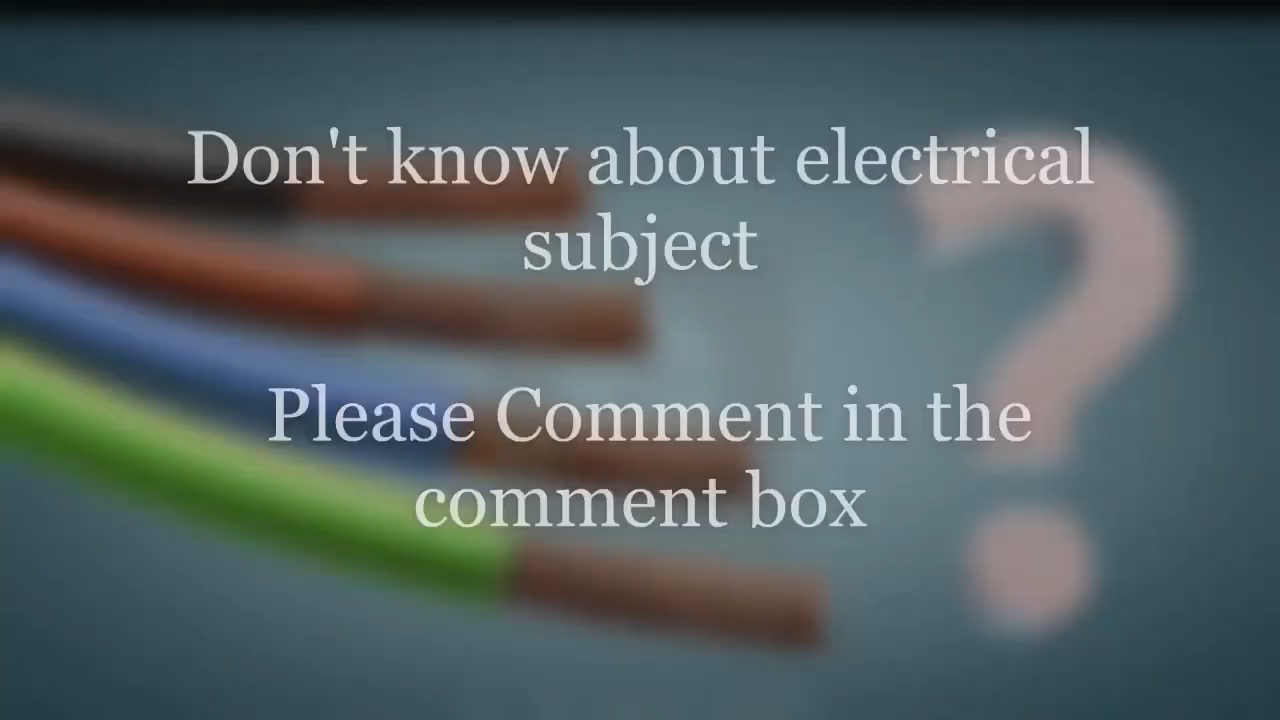 Don't know about electrical
subject
Please Comment in the
comment box